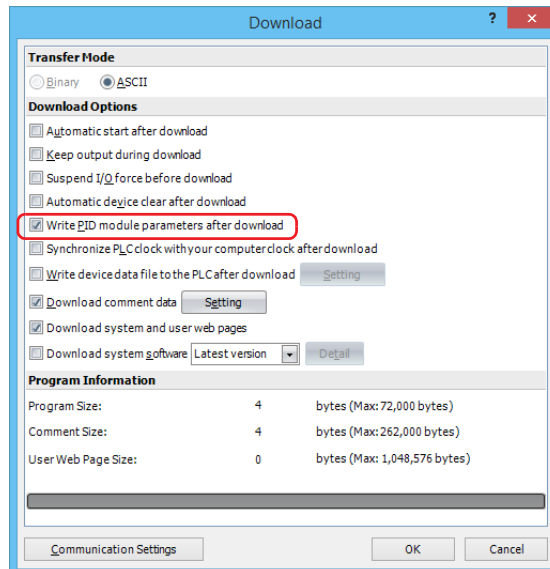 Download ? ×
Transfer Mode
Binary ASCII
Download Options
Automatic start after download
Keep output during download
Suspend I/O force before download
Automatic device clear after download
Write PID module parameters after download
Synchronize PLC clock with your computer clock after download
Write device data file to the PLC after download Setting
Download comment data Setting
Download system and user web pages
Download system software Latest version Detail
Program Information
Program Size: 4 bytes (Max: 72,000 bytes)
Comment Size: 4 bytes (Max: 262,000 bytes)
User Web Page Size: 0 bytes (Max: 1,048,576 bytes)
Communication Settings OK Cancel